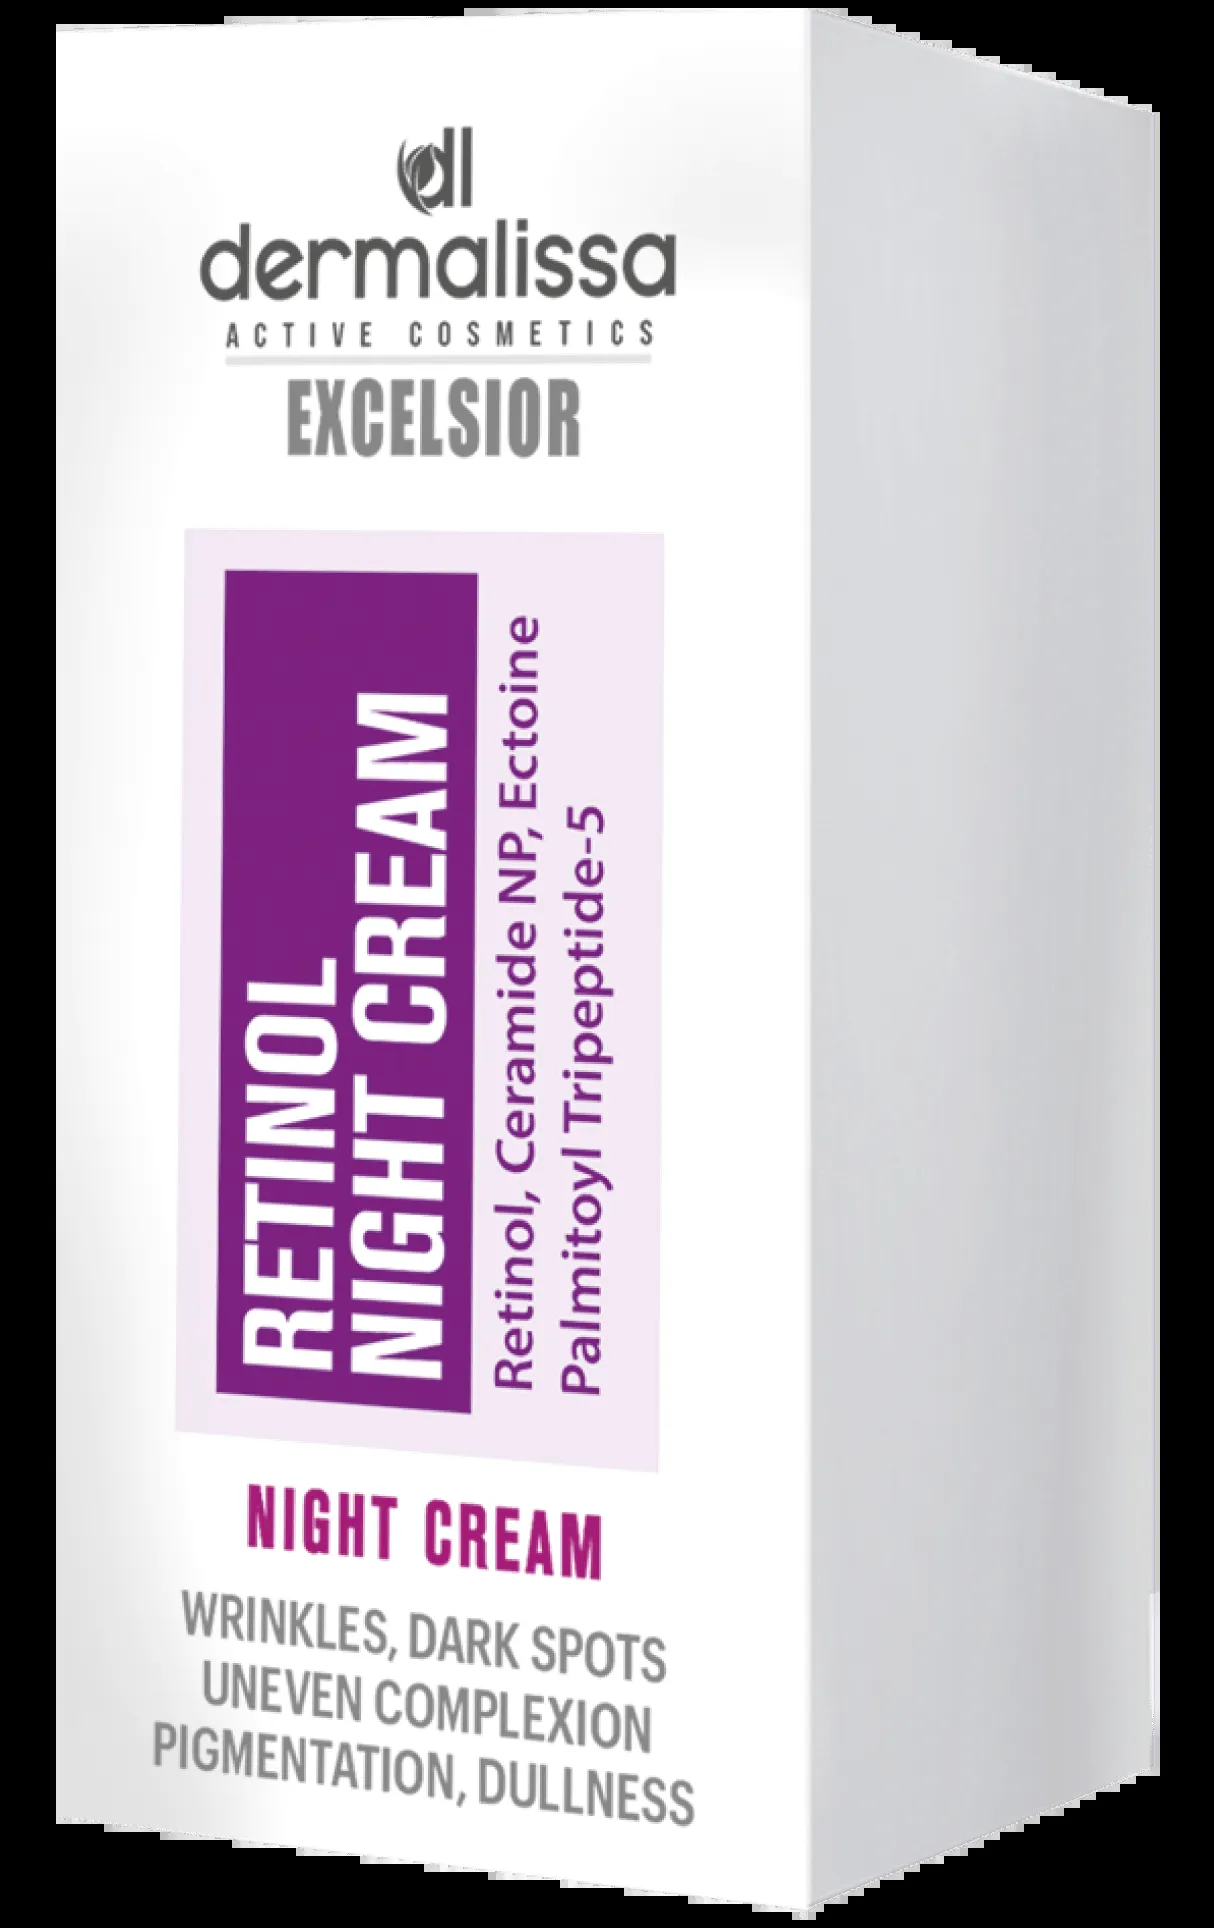 dl
dermalissa
ACTIVE COSMETICS
EXCELSIOR
RETINOL
NIGHT CREAM
Retinol, Ceramide NP, Ectoine
Palmitoyl Tripeptide-5
NIGHT CREAM
WRINKLES, DARK SPOTS
UNEVEN COMPLEXION
PIGMENTATION, DULLNESS